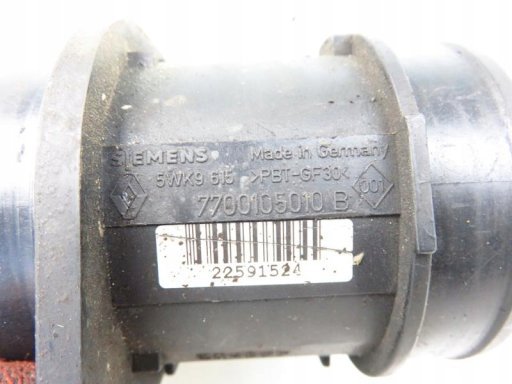 SIEMENS Made in Germany
5WK9 615 >PBT-GF30< 001
7700105010 B
22591524